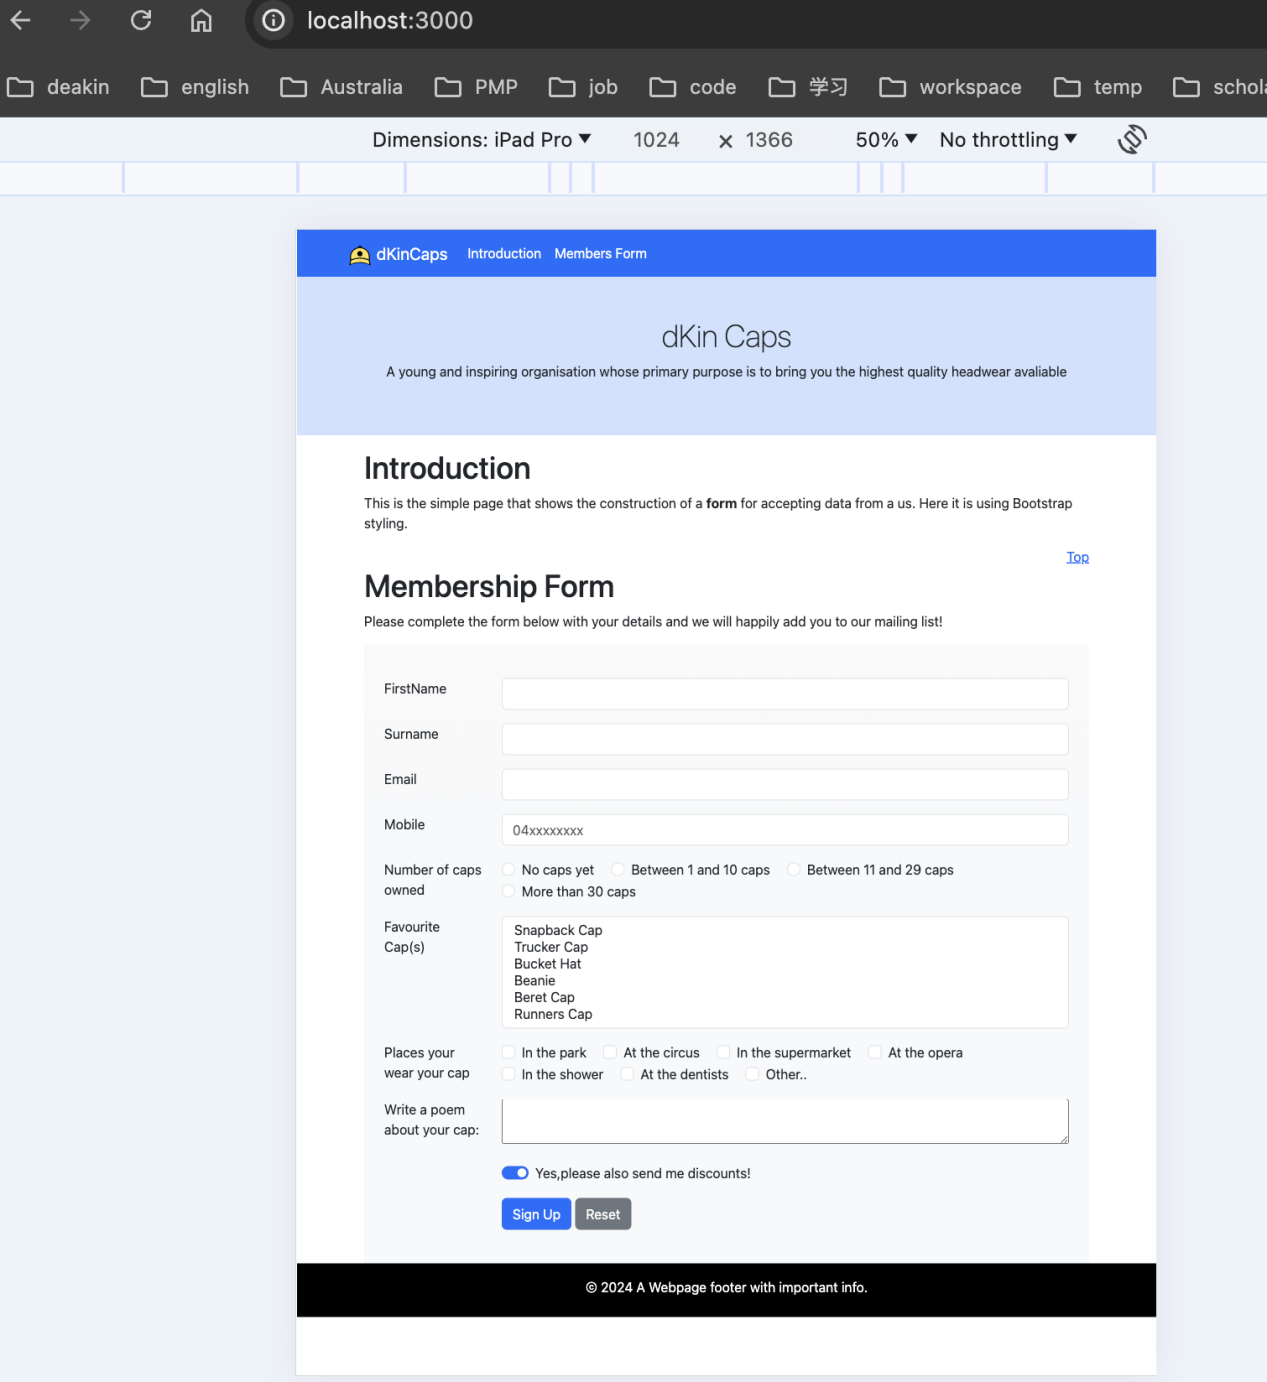 localhost:3000
deakin english Australia PMP job code 学习 workspace temp schola
Dimensions: iPad Pro ▼ 1024 × 1366 50% ▼ No throttling ▼
dKinCaps Introduction Members Form
dKin Caps
A young and inspiring organisation whose primary purpose is to bring you the highest quality headwear avaliable
Introduction
This is the simple page that shows the construction of a form for accepting data from a us. Here it is using Bootstrap
styling.
Top
Membership Form
Please complete the form below with your details and we will happily add you to our mailing list!
FirstName
Surname
Email
Mobile 04xxxxxxxx
Number of caps No caps yet Between 1 and 10 caps Between 11 and 29 caps
owned More than 30 caps
Favourite
Cap(s)
Snapback Cap
Trucker Cap
Bucket Hat
Beanie
Beret Cap
Runners Cap
Places your In the park At the circus In the supermarket At the opera
wear your cap In the shower At the dentists Other..
Write a poem
about your cap:
Yes,please also send me discounts!
Sign Up Reset
© 2024 A Webpage footer with important info.